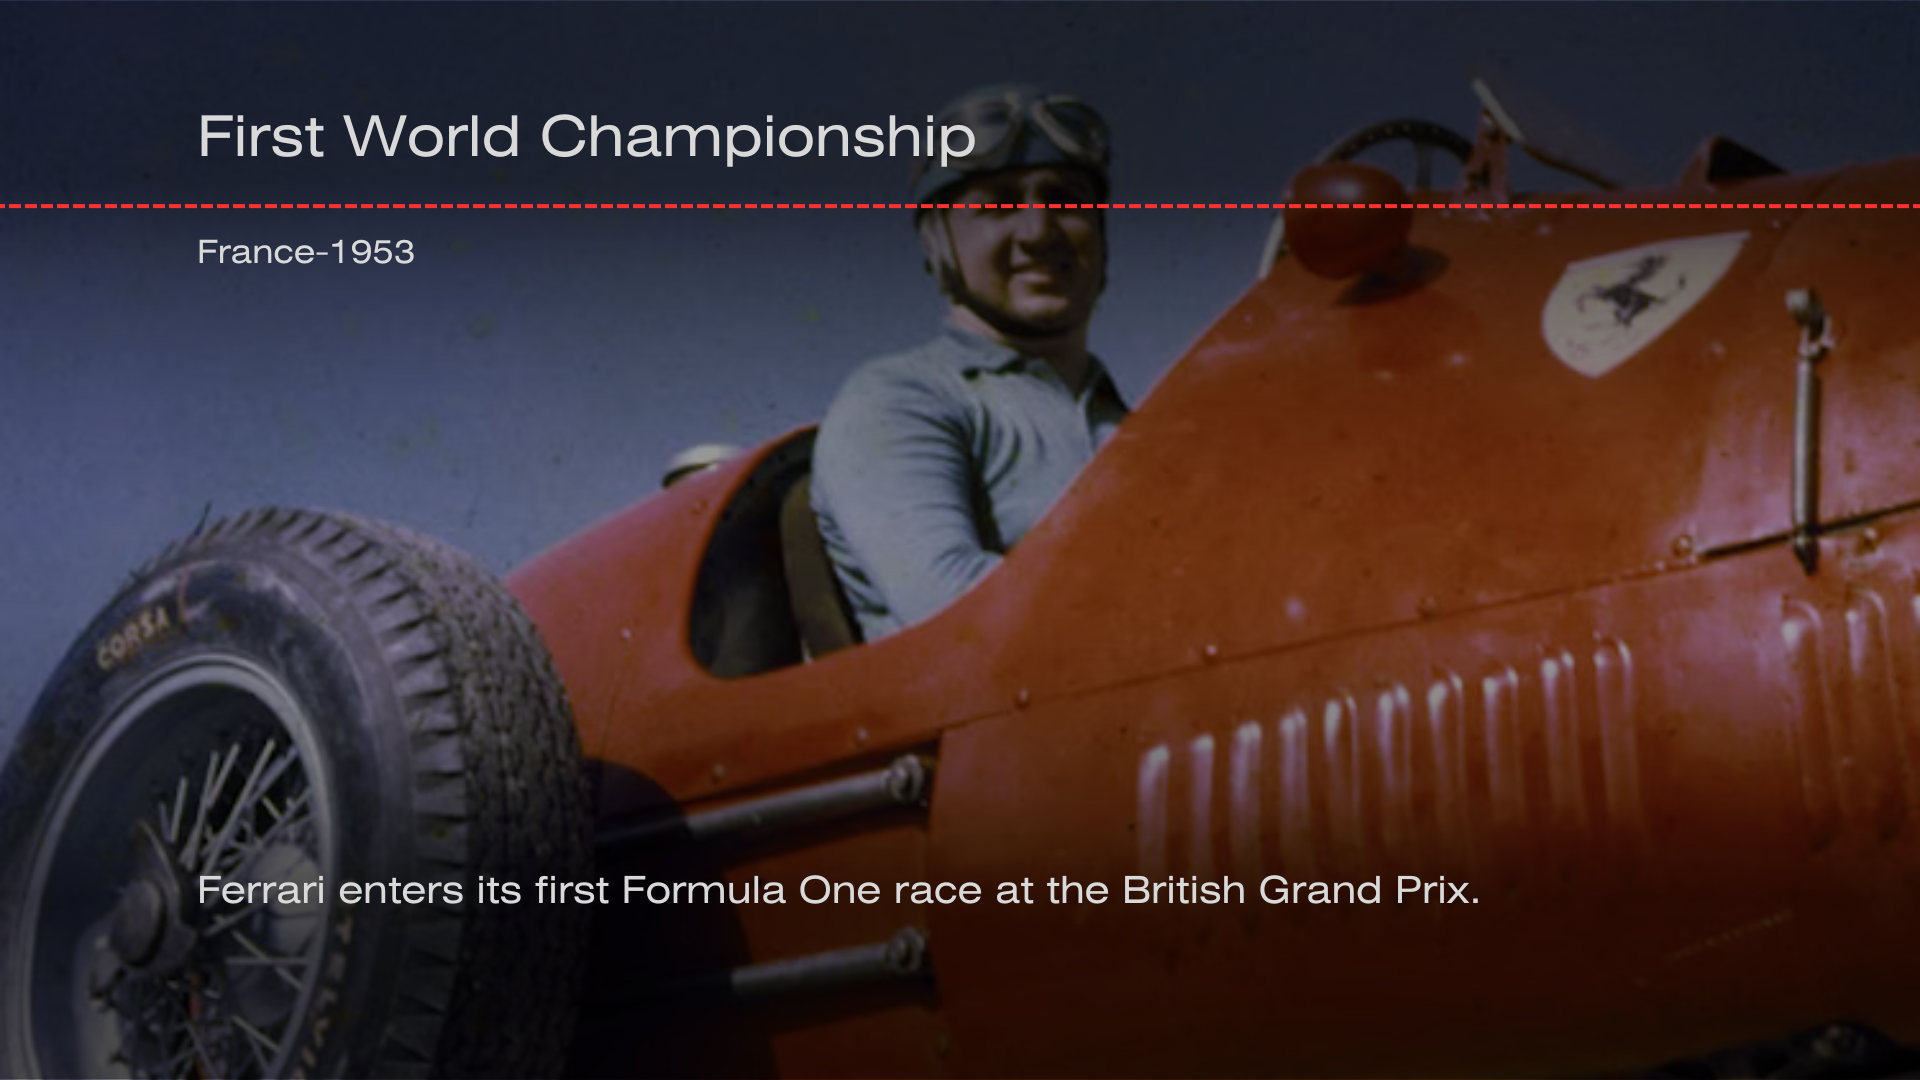 First World Championship
France-1953
CORSA
Ferrari enters its first Formula One race at the British Grand Prix.